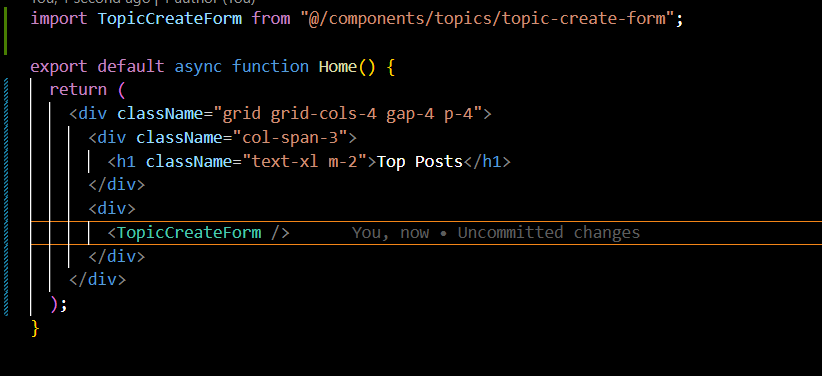 You, 1 second ago | 1 author (You)
import TopicCreateForm from "@/components/topics/topic-create-form";
export default async function Home() {
return (
<div className="grid grid-cols-4 gap-4 p-4">
<div className="col-span-3">
<h1 className="text-xl m-2">Top Posts</h1>
</div>
<div>
<TopicCreateForm /> You, now • Uncommitted changes
</div>
</div>
);
}